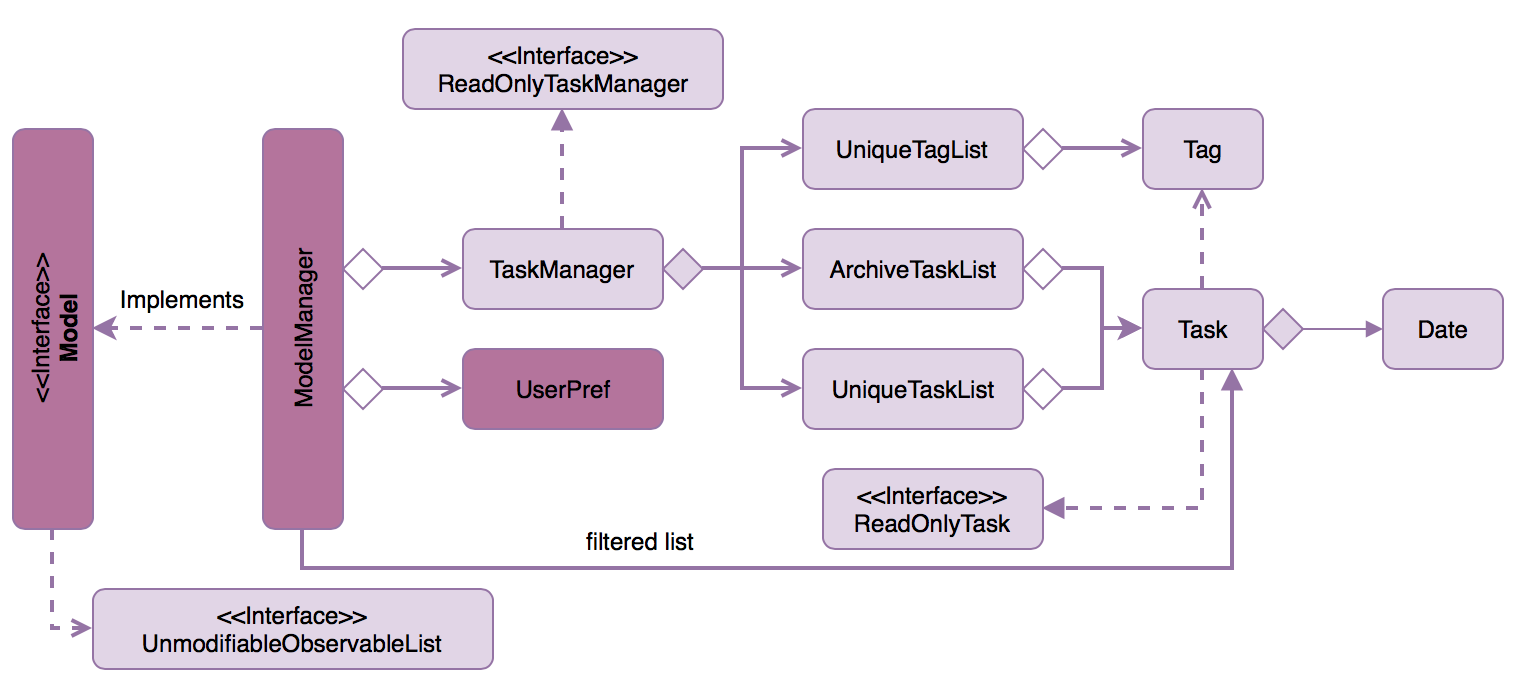 <<Interface>>
ReadOnlyTaskManager
UniqueTagList
Tag
<<Interface>>
Model
Implements
ModelManager
TaskManager
ArchiveTaskList
Task
Date
UserPref
UniqueTaskList
<<Interface>>
ReadOnlyTask
filtered list
<<Interface>>
UnmodifiableObservableList